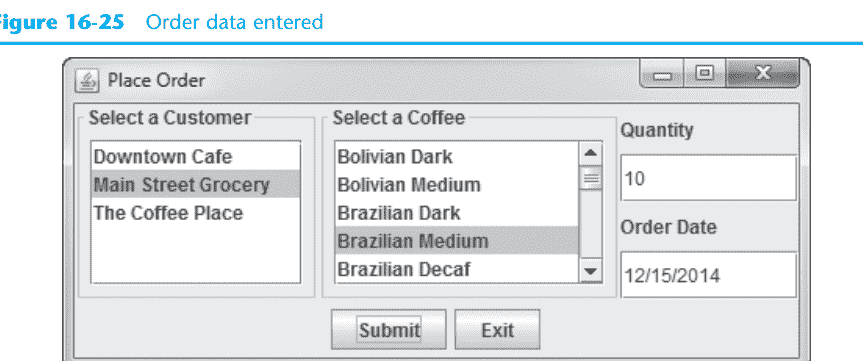 Figure 16-25 Order data entered
Place Order
Select a Customer
Downtown Cafe
Main Street Grocery
The Coffee Place
Select a Coffee
Bolivian Dark
Bolivian Medium
Brazilian Dark
Brazilian Medium
Brazilian Decaf
Quantity
10
Order Date
12/15/2014
Submit
Exit